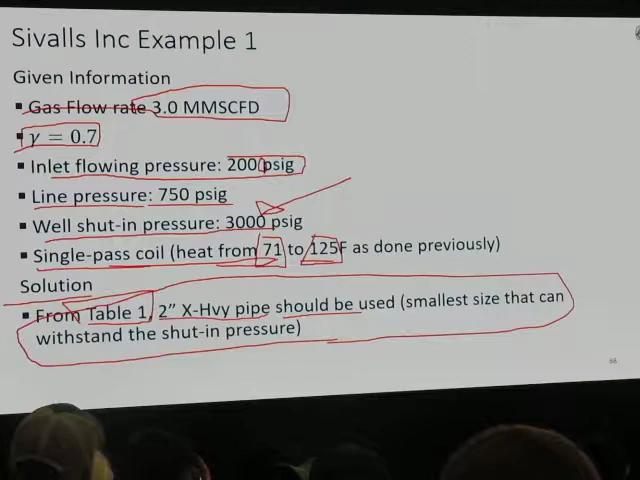 Sivalls Inc Example 1
Given Information
▪ Gas Flow rate 3.0 MMSCFD
▪ γ = 0.7
▪ Inlet flowing pressure: 2000psig
▪ Line pressure: 750 psig
▪ Well shut-in pressure: 3000 psig
▪ Single-pass coil (heat from 71 to 125F as done previously)
Solution
▪ From Table 1, 2” X-Hvy pipe should be used (smallest size that can
withstand the shut-in pressure)